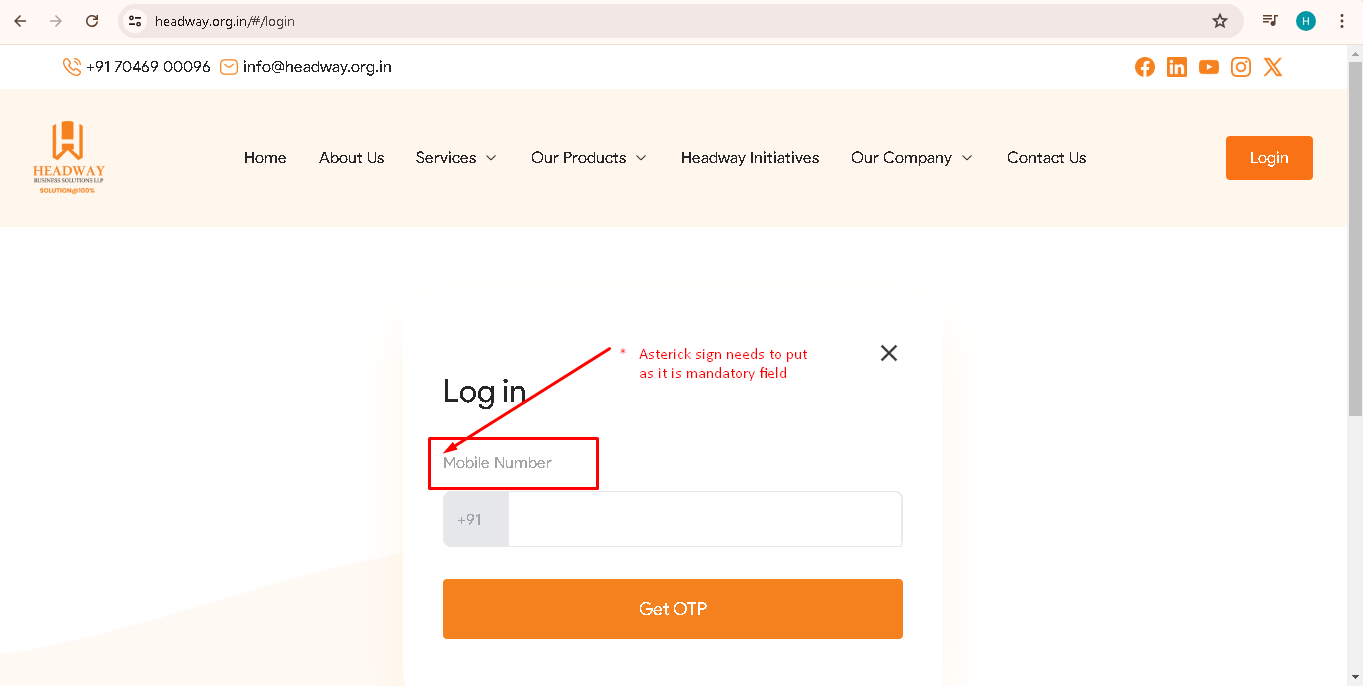 headway.org.in/#/login
H
+91 70469 00096 info@headway.org.in
HEADWAY
BUSINESS SOLUTIONS LLP
SOLUTION@100%
Home About Us Services Our Products Headway Initiatives Our Company Contact Us Login
* Asterick sign needs to put
as it is mandatory field
Log in
Mobile Number
+91
Get OTP